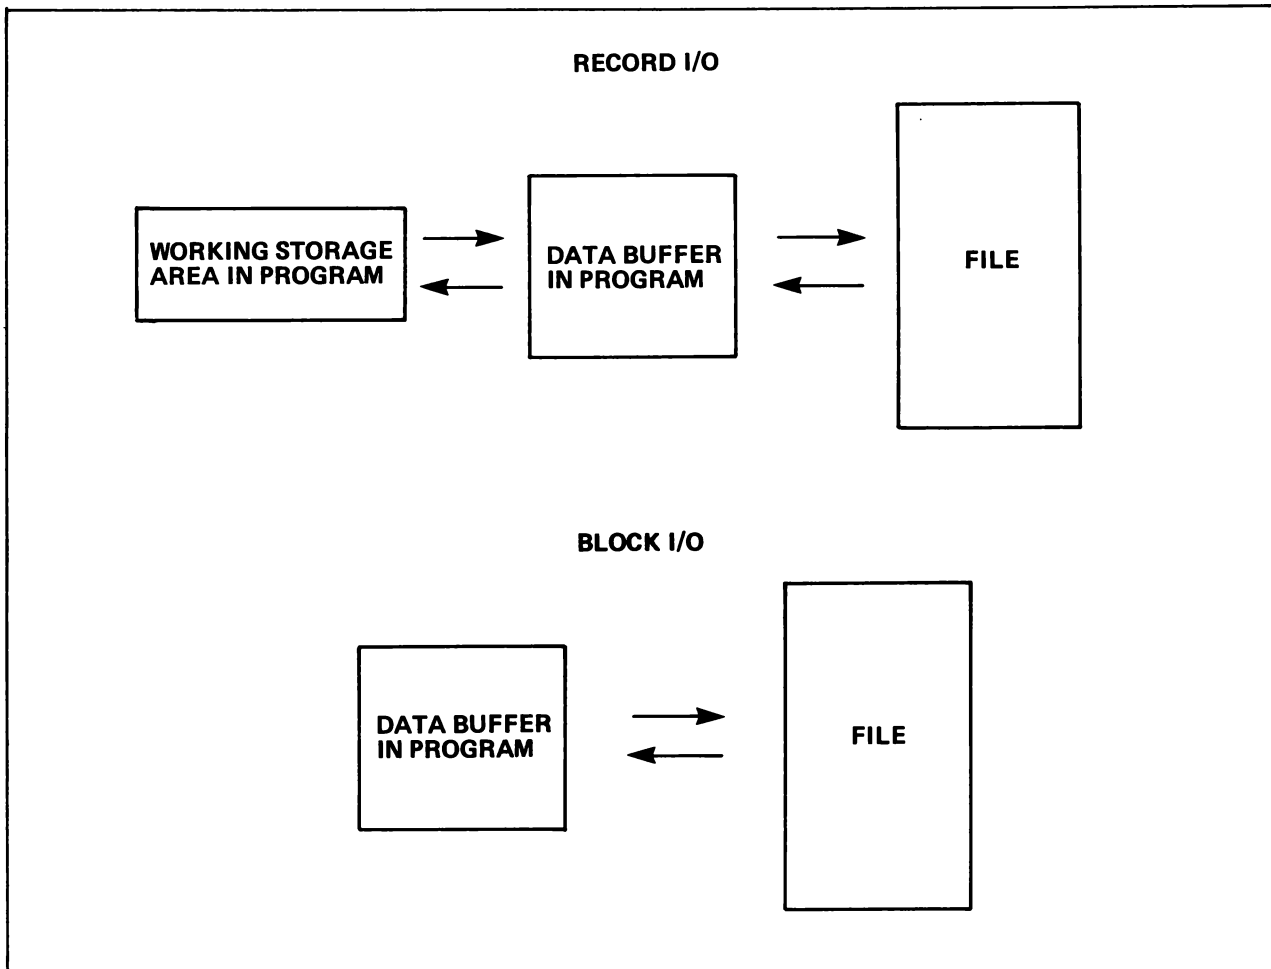 RECORD I/O
WORKING STORAGE
AREA IN PROGRAM
DATA BUFFER
IN PROGRAM
FILE
BLOCK I/O
DATA BUFFER
IN PROGRAM
FILE